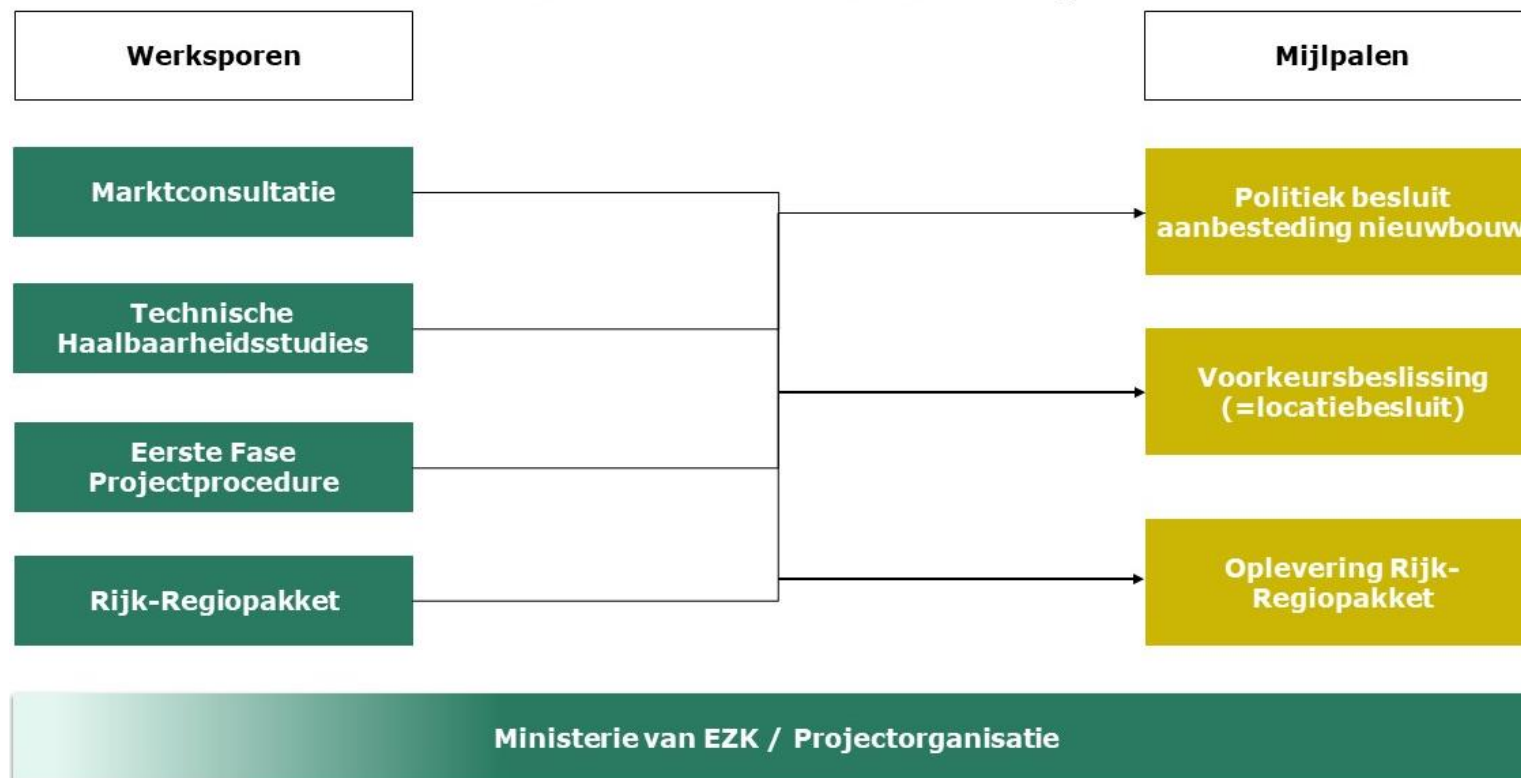 Werksporen
Mijlpalen
Marktconsultatie
Technische
Haalbaarheidsstudies
Eerste Fase
Projectprocedure
Rijk-Regiopakket
Politiek besluit
aanbesteding nieuwbouw
Voorkeursbeslissing
(=locatiebesluit)
Oplevering Rijk-
Regiopakket
Ministerie van EZK / Projectorganisatie